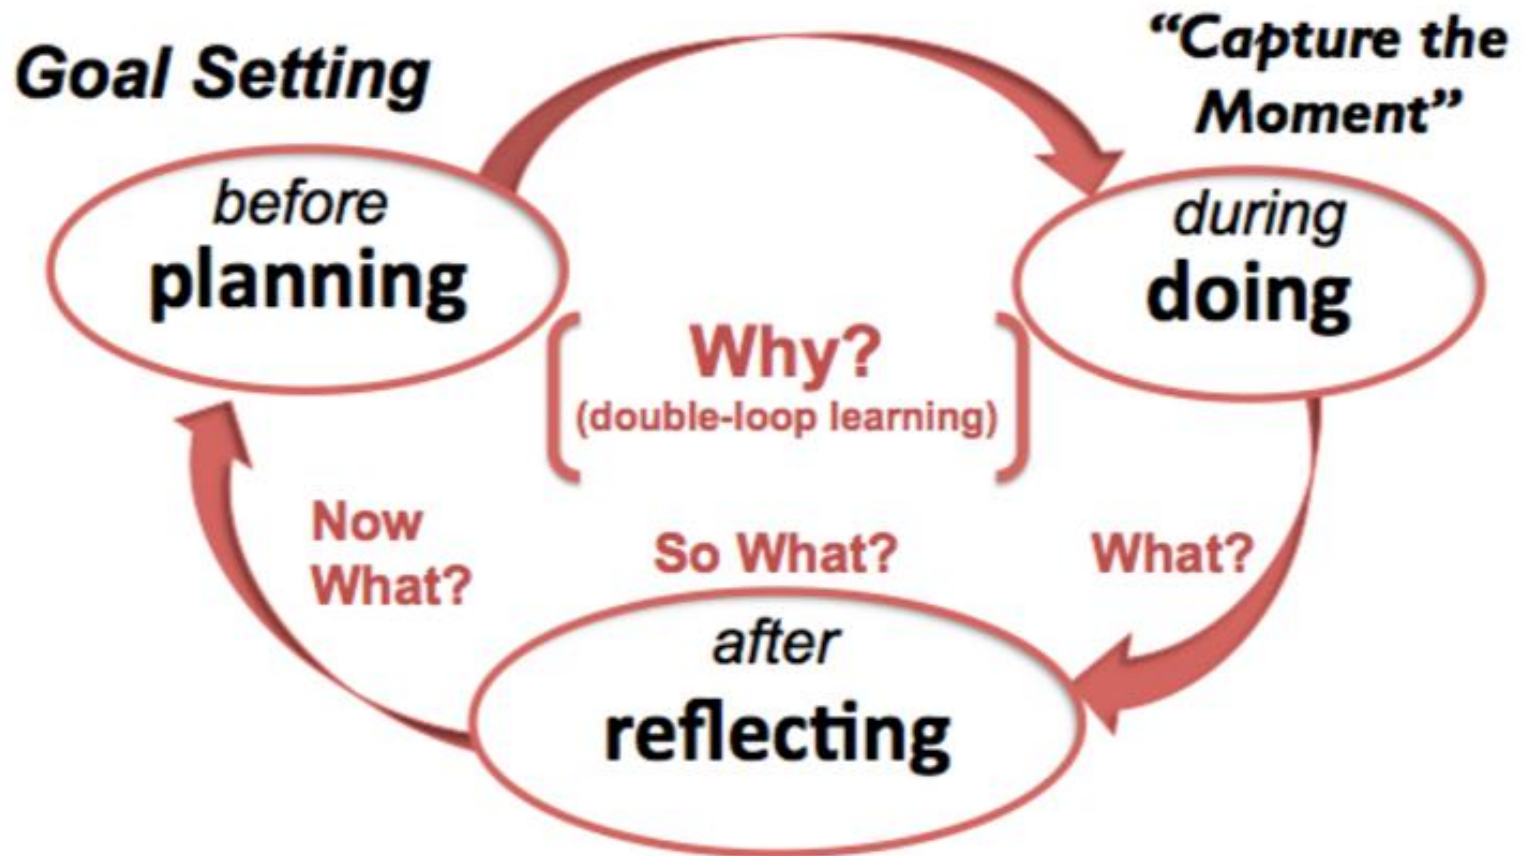 Goal Setting
“Capture the
Moment”
before
planning
during
doing
Why?
(double-loop learning)
Now
What?
So What?
What?
after
reflecting